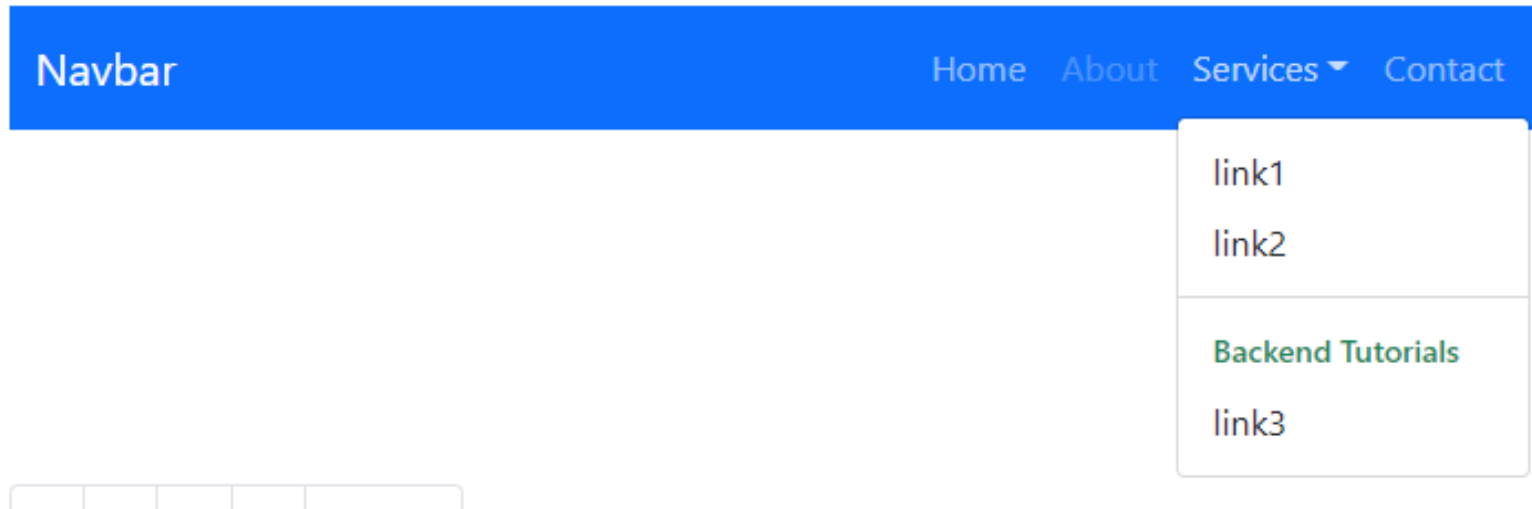 Navbar Home About Services Contact
link1
link2
Backend Tutorials
link3